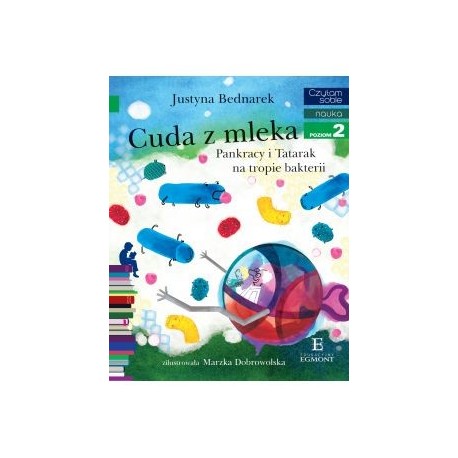 Justyna Bednarek
Czytam
sobie
nauka
POZIOM 2
Cuda z mleka
Pankracy i Tatarak
na tropie bakterii
zilustrowała Marzka Dobrowolska
E
EGMONT